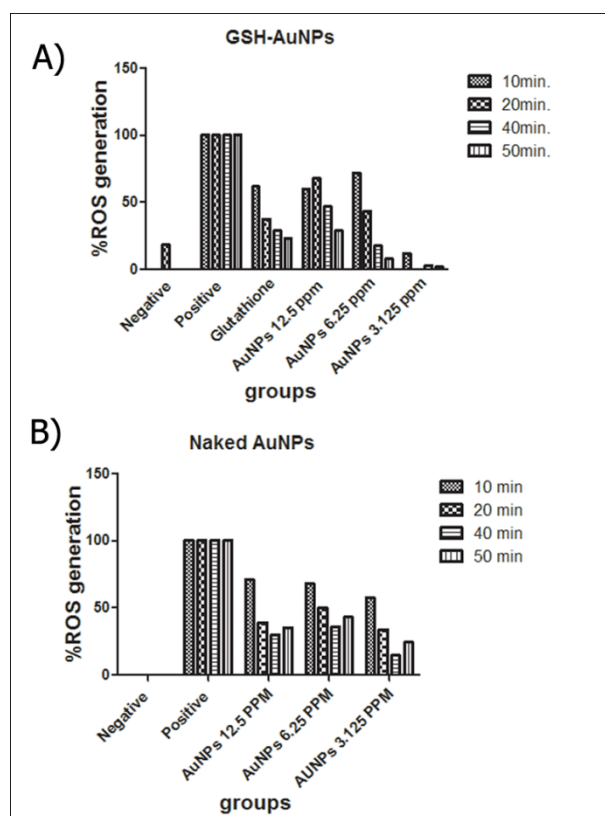 A)
GSH-AuNPs
150
100
50
0
%ROS generation
10min.
20min.
40min.
50min.
Negative
Positive
Glutathione
AuNPs 12.5 ppm
AuNPs 6.25 ppm
AuNPs 3.125 ppm
groups
B)
Naked AuNPs
150
100
50
0
%ROS generation
10 min
20 min
40 min
50 min
Negative
Positive
AuNPs 12.5 PPM
AuNPs 6.25 PPM
AUNPs 3.125 PPM
groups